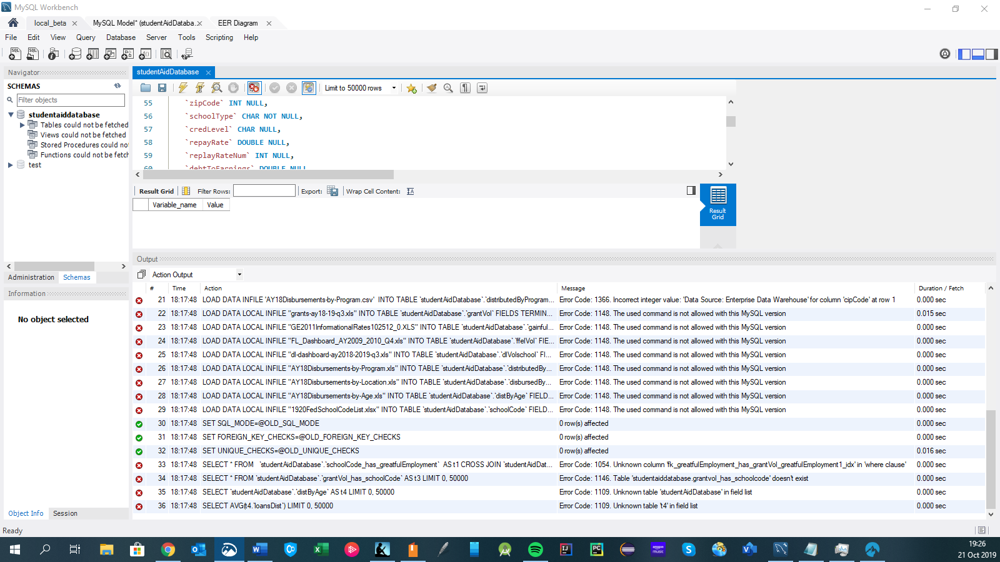 MySQL Workbench
local_beta
MySQL Model* (studentAidDataba...
EER Diagram
File Edit View Query Database Server Tools Scripting Help
Navigator
SCHEMAS
Filter objects
studentaiddatabase
Tables could not be fetched
Views could not be fetched
Stored Procedures could no
Functions could not be fetch
test
Administration Schemas
Information
No object selected
Object Info Session
studentAidDatabase
Limit to 50000 rows
55 `zipCode` INT NULL,
56 `schoolType` CHAR NOT NULL,
57 `credLevel` CHAR NULL,
58 `repayRate` DOUBLE NULL,
59 `replayRateNum` INT NULL,
60 `debtToEarnings` DOUBLE NULL
Result Grid Filter Rows: Export: Wrap Cell Content:
Variable_name Value
Result
Grid
Output
Action Output
# Time Action Message Duration / Fetch
21 18:17:48 LOAD DATA INFILE 'AY18Disbursements-by-Program.csv' INTO TABLE `studentAidDatabase`.`distributedByProgram... Error Code: 1366. Incorrect integer value: 'Data Source: Enterprise Data Warehouse' for column 'cipCode' at row 1 0.000 sec
22 18:17:48 LOAD DATA LOCAL INFILE "grants-ay18-19-q3.xls" INTO TABLE `studentAidDatabase`.`grantVol` FIELDS TERMIN... Error Code: 1148. The used command is not allowed with this MySQL version 0.015 sec
23 18:17:48 LOAD DATA LOCAL INFILE "GE2011InformationalRates102512_0.XLS" INTO TABLE `studentAidDatabase`.`gainful... Error Code: 1148. The used command is not allowed with this MySQL version 0.000 sec
24 18:17:48 LOAD DATA LOCAL INFILE "FL_Dashboard_AY2009_2010_Q4.xls" INTO TABLE `studentAidDatabase`.`ffelVol` FIE... Error Code: 1148. The used command is not allowed with this MySQL version 0.000 sec
25 18:17:48 LOAD DATA LOCAL INFILE "dl-dashboard-ay2018-2019-q3.xls" INTO TABLE `studentAidDatabase`.`dlVolschool` FI... Error Code: 1148. The used command is not allowed with this MySQL version 0.000 sec
26 18:17:48 LOAD DATA LOCAL INFILE "AY18Disbursements-by-Program.xls" INTO TABLE `studentAidDatabase`.`distributedBy... Error Code: 1148. The used command is not allowed with this MySQL version 0.000 sec
27 18:17:48 LOAD DATA LOCAL INFILE "AY18Disbursements-by-Location.xls" INTO TABLE `studentAidDatabase`.`disbursedBy... Error Code: 1148. The used command is not allowed with this MySQL version 0.000 sec
28 18:17:48 LOAD DATA LOCAL INFILE "AY18Disbursements-by-Age.xls" INTO TABLE `studentAidDatabase`.`distByAge` FIELD... Error Code: 1148. The used command is not allowed with this MySQL version 0.000 sec
29 18:17:48 LOAD DATA LOCAL INFILE "1920FedSchoolCodeList.xlsx" INTO TABLE `studentAidDatabase`.`schoolCode` FIELD... Error Code: 1148. The used command is not allowed with this MySQL version 0.000 sec
30 18:17:48 SET SQL_MODE=@OLD_SQL_MODE 0 row(s) affected 0.000 sec
31 18:17:48 SET FOREIGN_KEY_CHECKS=@OLD_FOREIGN_KEY_CHECKS 0 row(s) affected 0.000 sec
32 18:17:48 SET UNIQUE_CHECKS=@OLD_UNIQUE_CHECKS 0 row(s) affected 0.016 sec
33 18:17:48 SELECT * FROM `studentAidDatabase`.`schoolCode_has_greatfulEmployment` AS t1 CROSS JOIN `studentAidDat... Error Code: 1054. Unknown column 'fk_greatfulEmployment_has_grantVol_greatfulEmployment1_idx' in 'where clause' 0.000 sec
34 18:17:48 SELECT * FROM `studentAidDatabase`.`grantVol_has_schoolCode` AS t3 LIMIT 0, 50000 Error Code: 1146. Table 'studentaiddatabase.grantvol_has_schoolcode' doesn't exist 0.000 sec
35 18:17:48 SELECT `studentAidDatabase`.`distByAge` AS t4 LIMIT 0, 50000 Error Code: 1109. Unknown table 'studentAidDatabase' in field list 0.000 sec
36 18:17:48 SELECT AVG(t4.`loansDist`) LIMIT 0, 50000 Error Code: 1109. Unknown table 't4' in field list 0.000 sec
Ready
19:26
21 Oct 2019